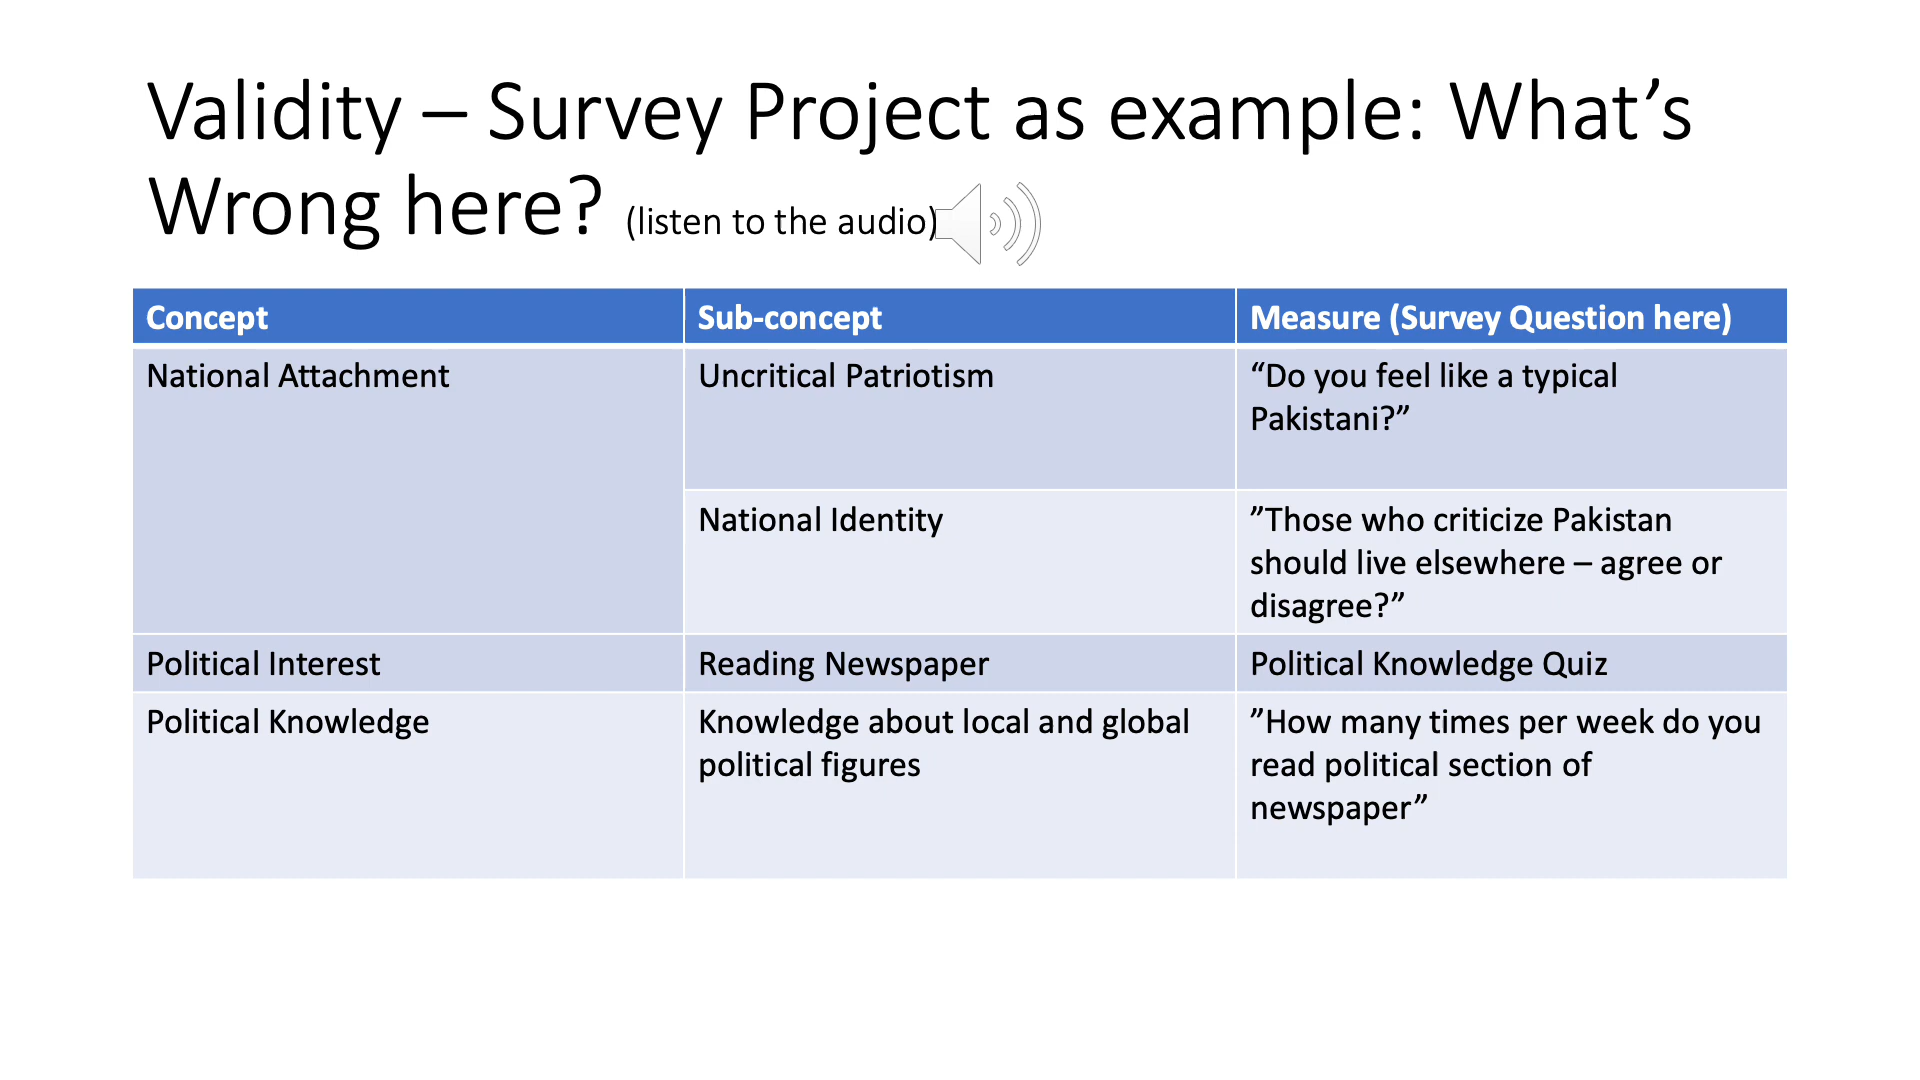 Validity – Survey Project as example: What’s
Wrong here? (listen to the audio)
Concept
Sub-concept
Measure (Survey Question here)
National Attachment
Uncritical Patriotism
“Do you feel like a typical
Pakistani?”
National Identity
”Those who criticize Pakistan
should live elsewhere – agree or
disagree?”
Political Interest
Reading Newspaper
Political Knowledge Quiz
Political Knowledge
Knowledge about local and global
political figures
”How many times per week do you
read political section of
newspaper”